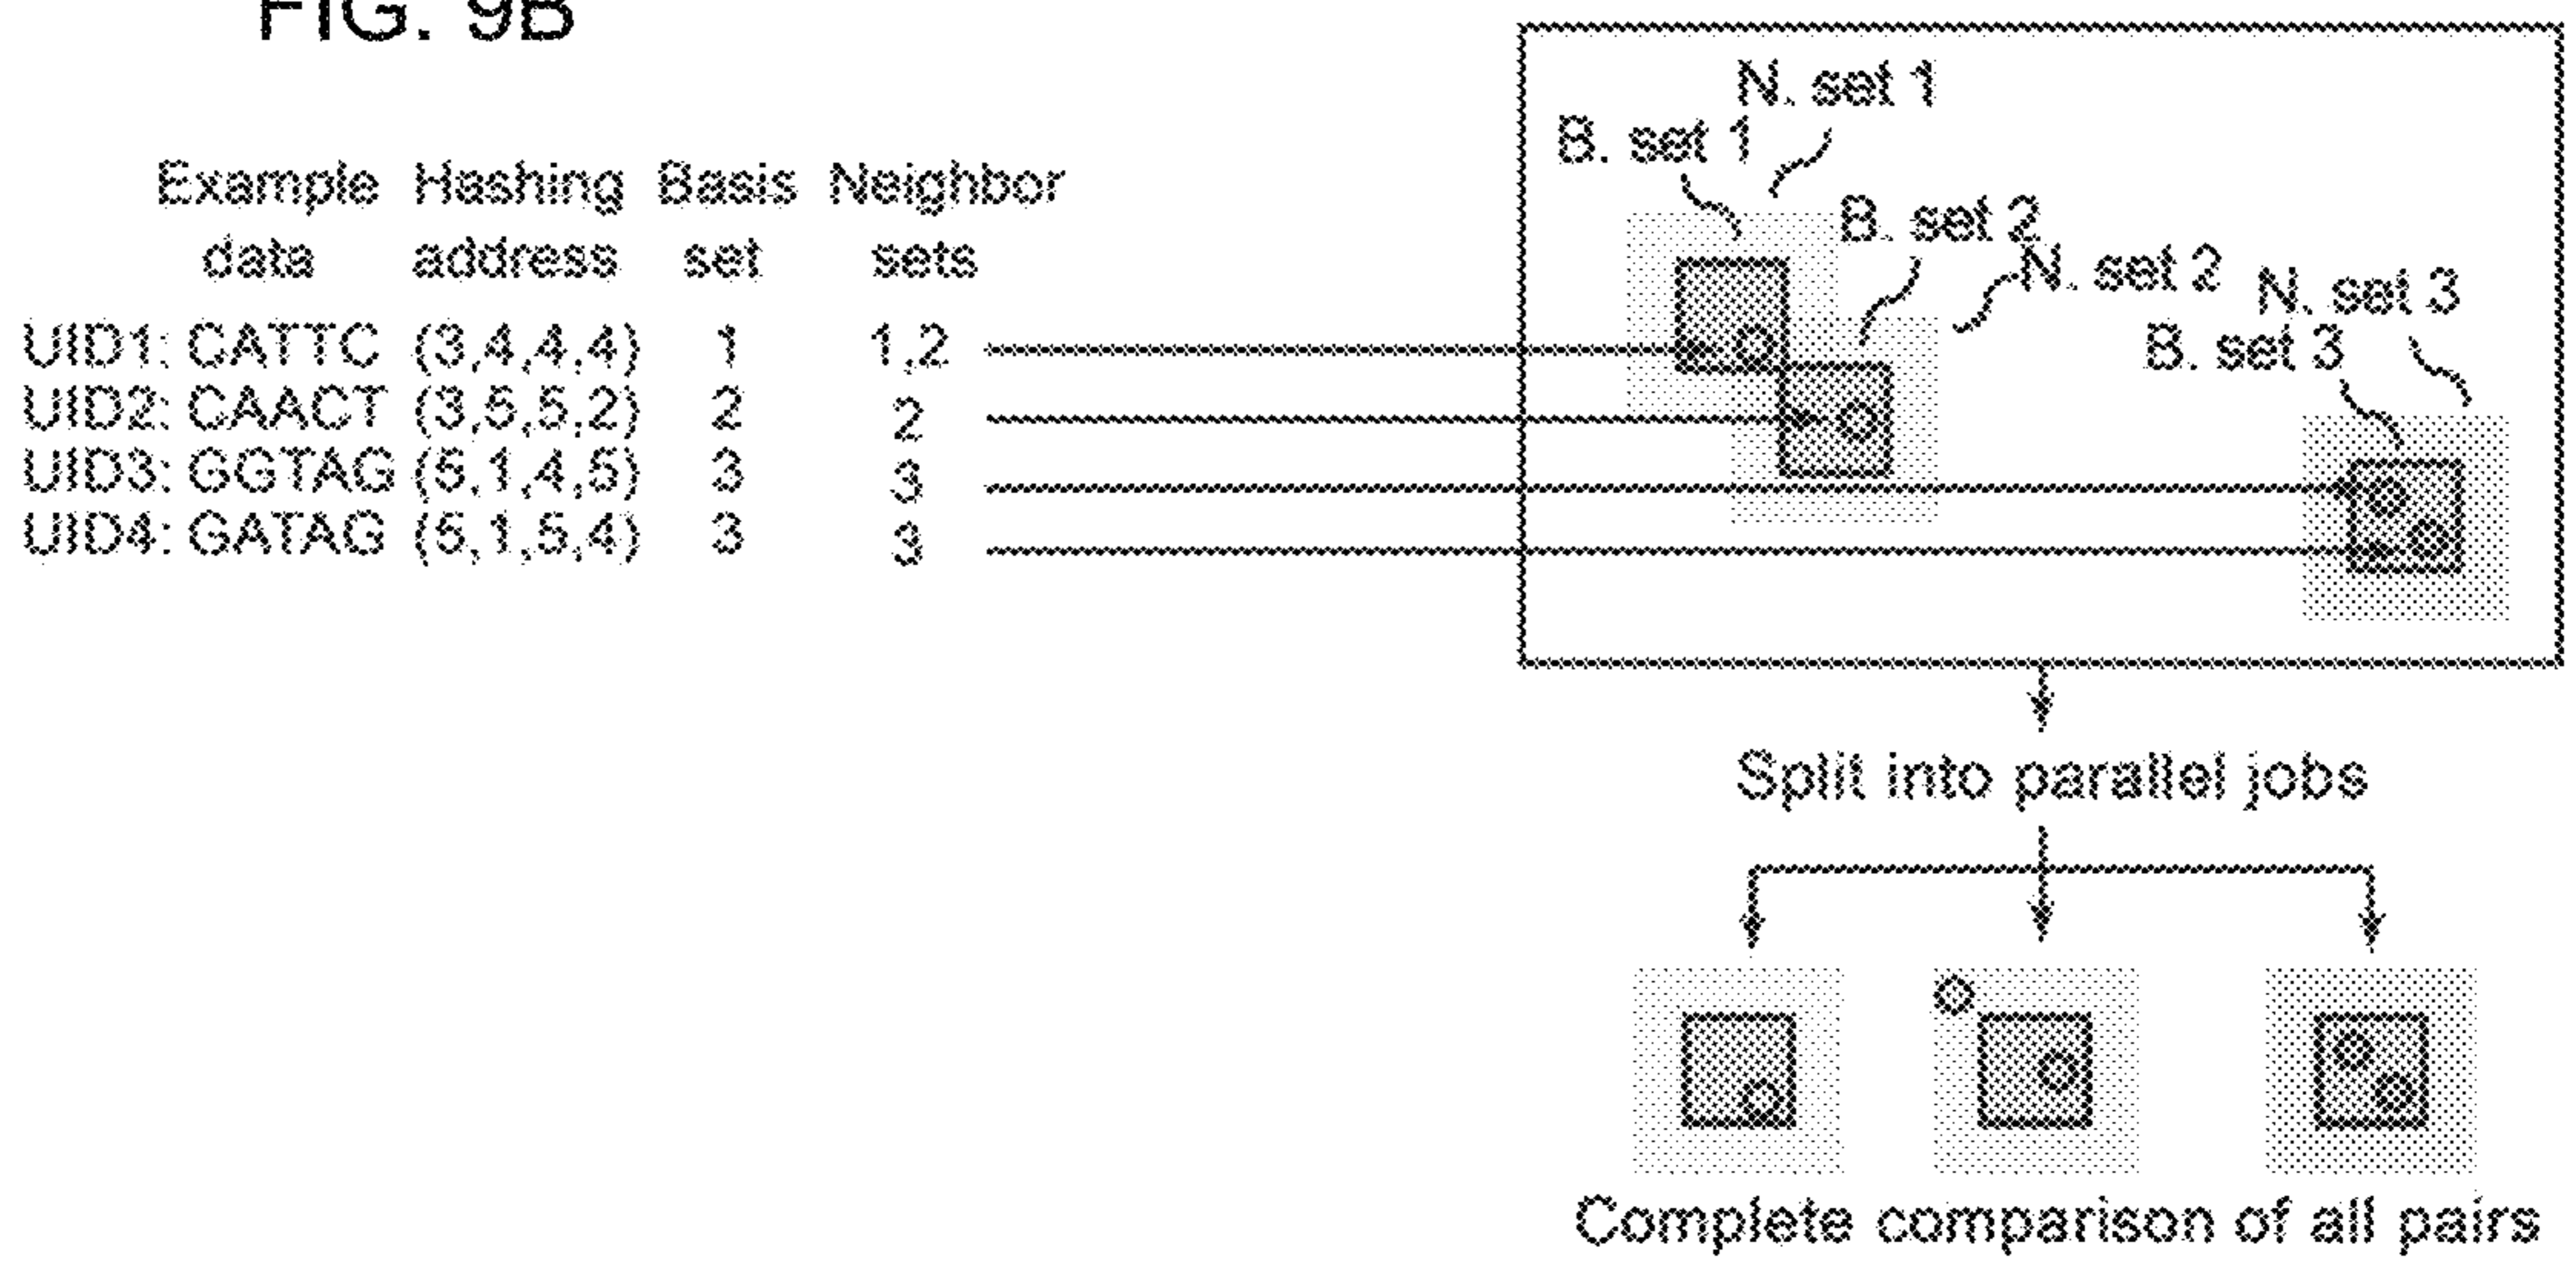 FIG. 9B
Example Hashing Basis Neighbor
data address set sets
UID1: CATTC (3,4,4,4) 1 1,2
UID2: CAACT (3,5,5,2) 2 2
UID3: GGTAG (5,1,4,5) 3 3
UID4: GATAG (5,1,5,4) 3 3
N. set 1
B. set 1
B. set 2
N. set 2
N. set 3
B. set 3
Split into parallel jobs
Complete comparison of all pairs